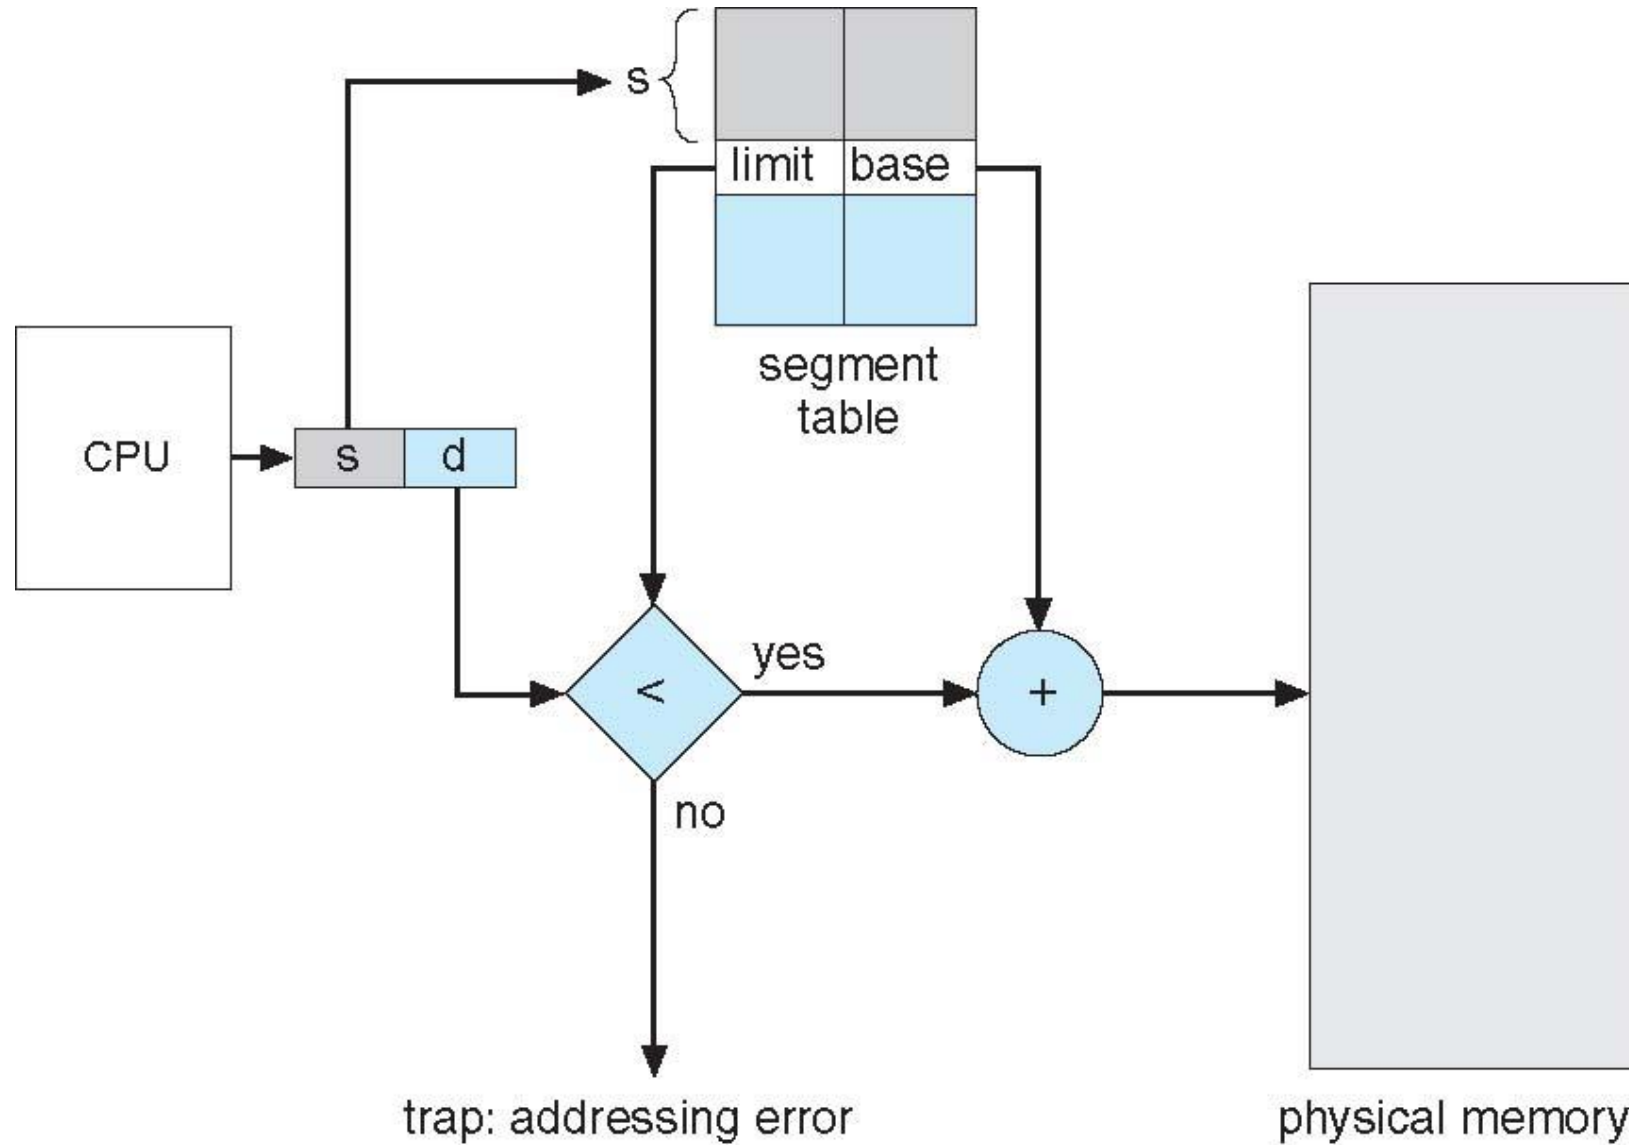 s
limit base
segment
table
CPU
s d
<
yes
+
no
trap: addressing error
physical memory